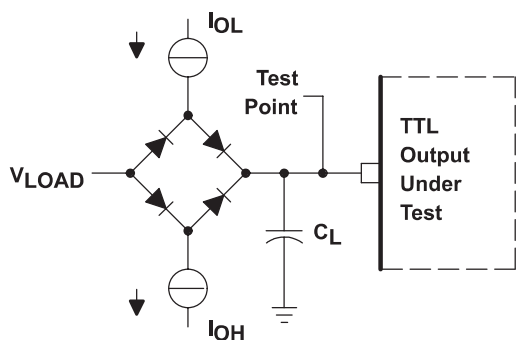 IOL
Test
Point
TTL
Output
Under
Test
VLOAD
CL
IOH